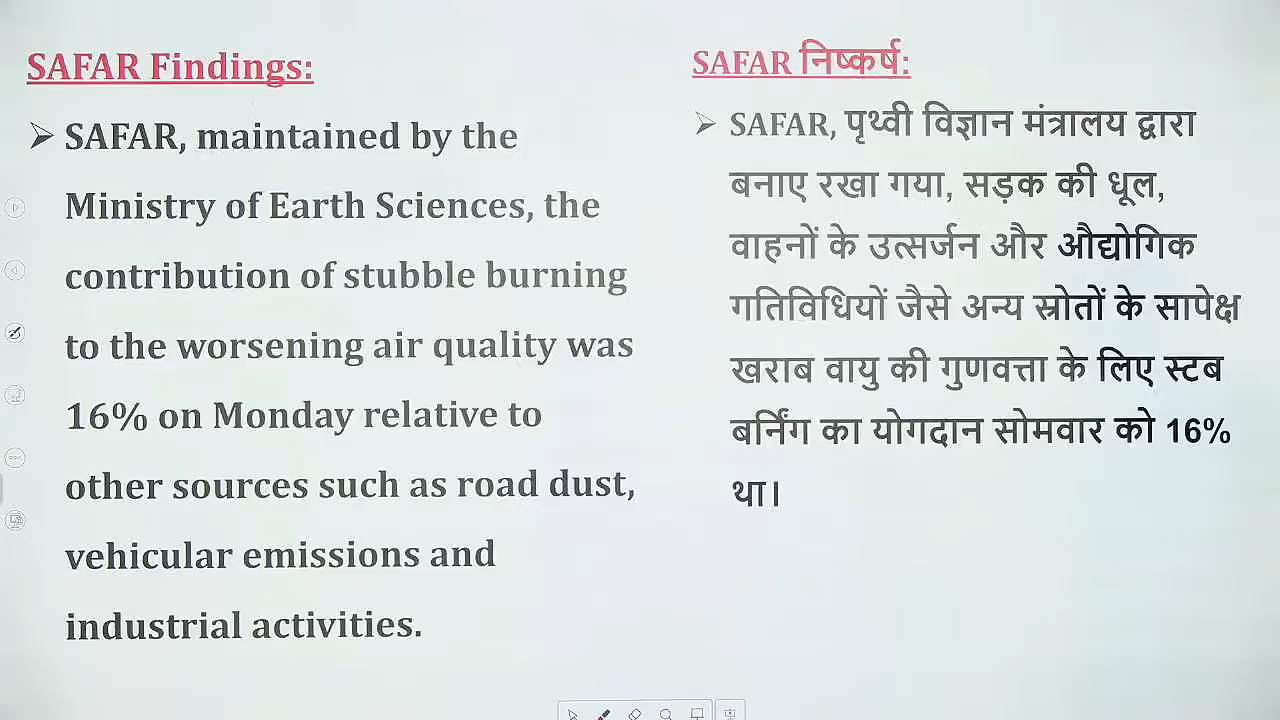 SAFAR Findings:
➢ SAFAR, maintained by the
Ministry of Earth Sciences, the
contribution of stubble burning
to the worsening air quality was
16% on Monday relative to
other sources such as road dust,
vehicular emissions and
industrial activities.
SAFAR निष्कर्ष:
➢ SAFAR, पृथ्वी विज्ञान मंत्रालय द्वारा
बनाए रखा गया, सड़क की धूल,
वाहनों के उत्सर्जन और औद्योगिक
गतिविधियों जैसे अन्य स्रोतों के सापेक्ष
खराब वायु की गुणवत्ता के लिए स्टब
बर्निंग का योगदान सोमवार को 16%
था।